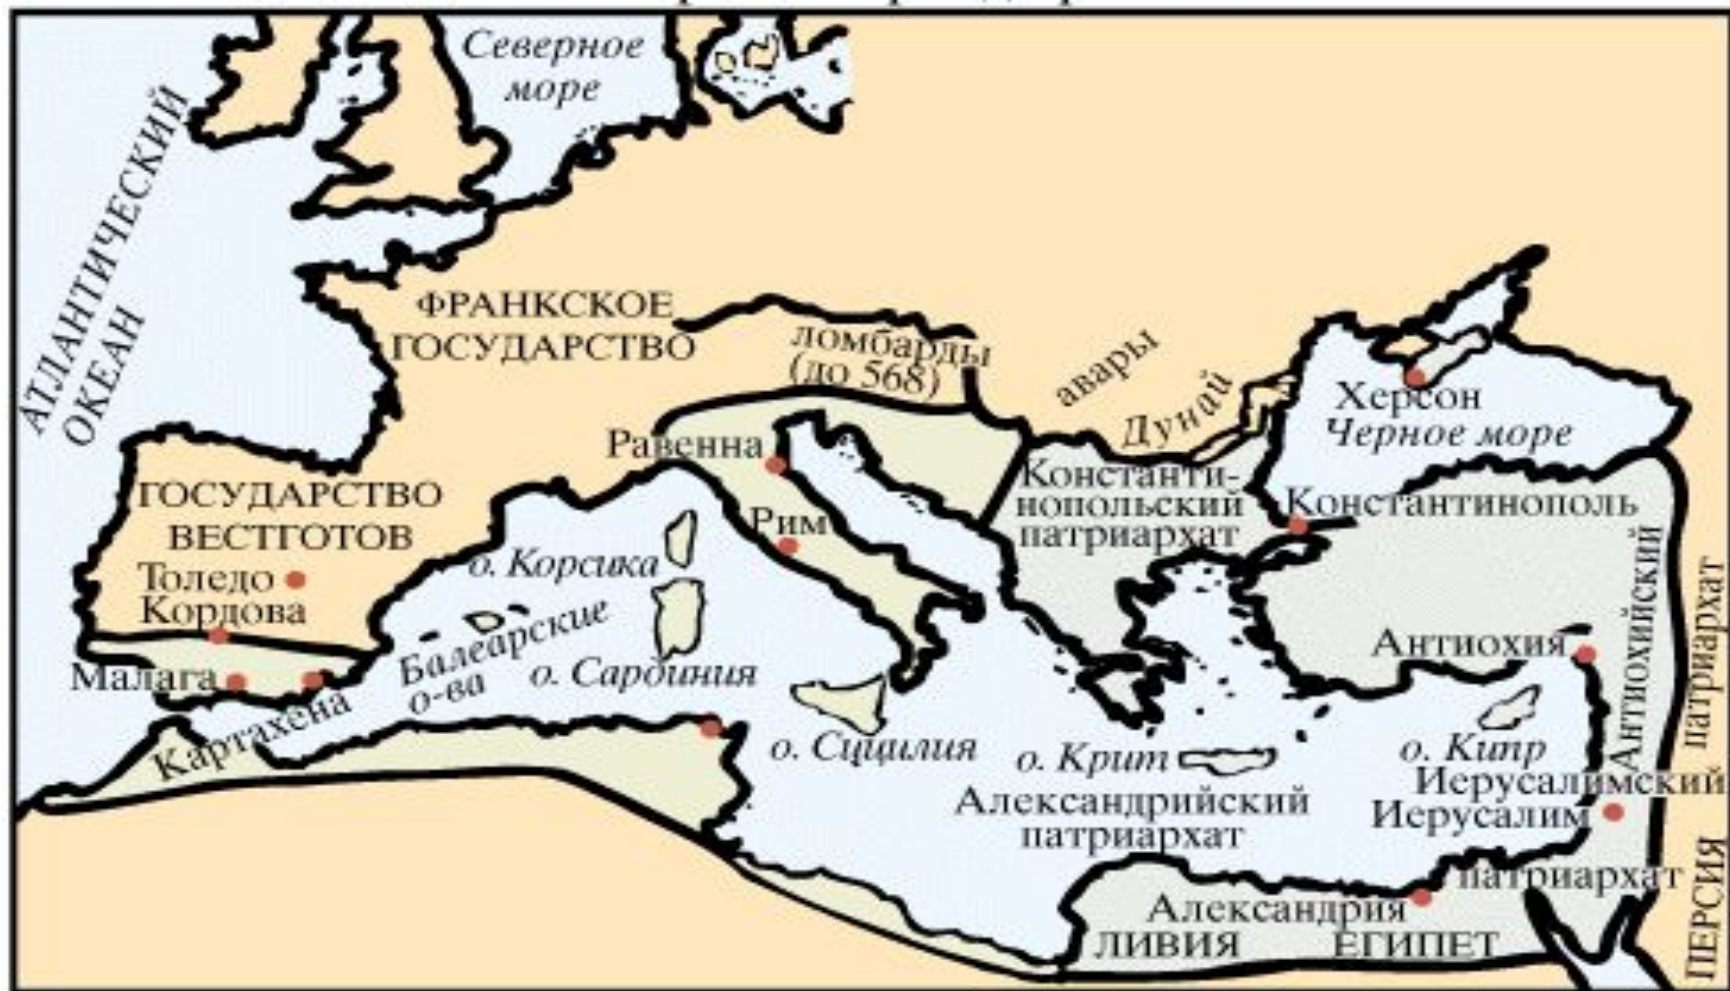 Северное
море
АТЛАНТИЧЕСКИЙ
ОКЕАН
ФРАНКСКОЕ
ГОСУДАРСТВО
ломбарды
(до 568)
авары
Дунай
Херсон
Черное море
Равенна
ГОСУДАРСТВО
ВЕСТГОТОВ
Константи-
нопольский
патриархат
Константинополь
Рим
о. Корсика
Толедо
Кордова
Балеарские
о-ва
о. Сардиния
Малага
Картахена
Антиохия
Антиохийский
патриархат
о. Сицилия
о. Крит
о. Кипр
Александрийский
патриархат
Иерусалимский
Иерусалим
патриархат
Александрия
ЛИВИЯ
ЕГИПЕТ
ПЕРСИЯ